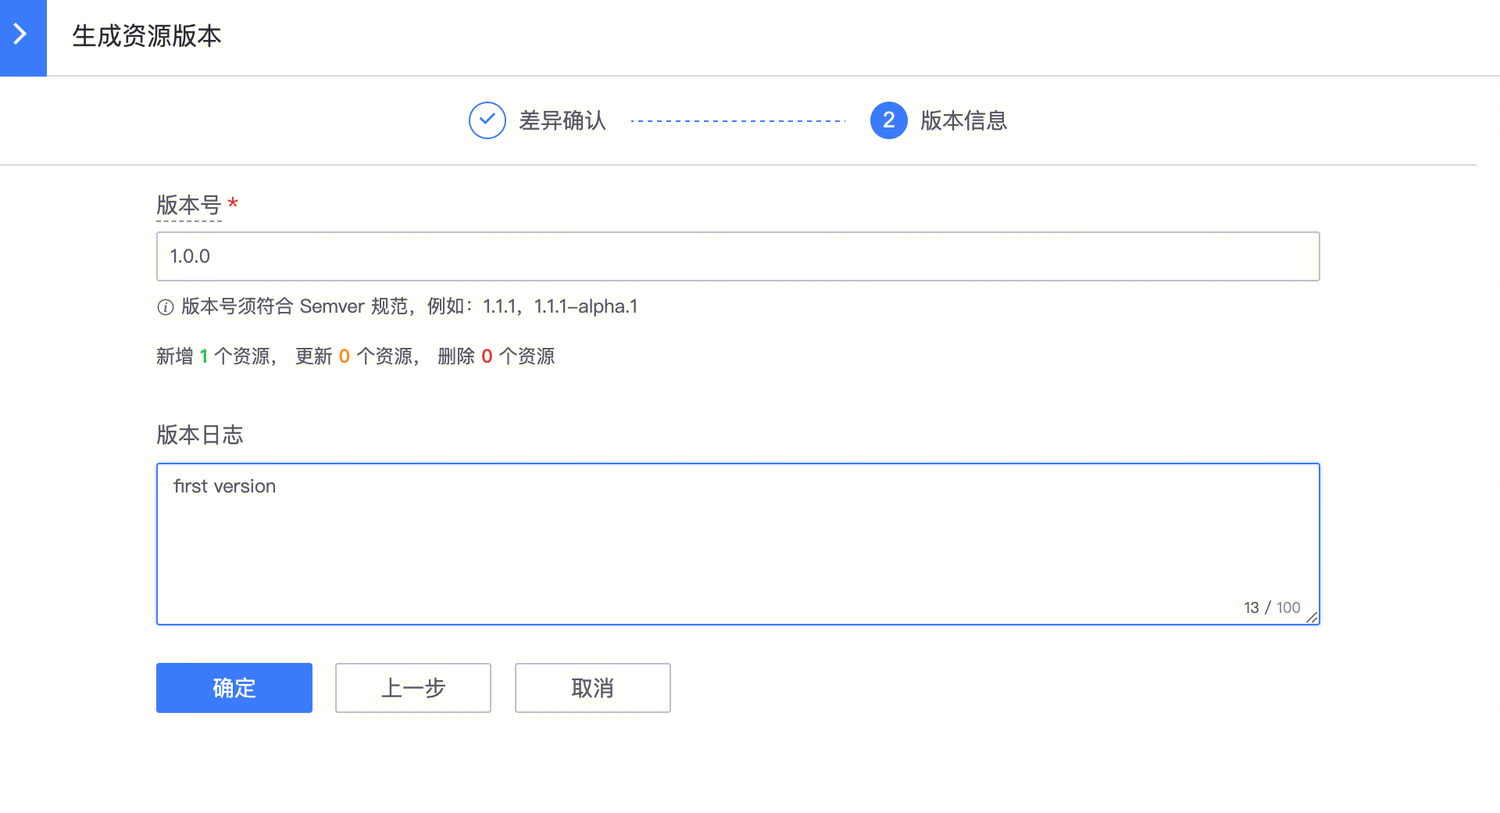 生成资源版本
差异确认 2 版本信息
版本号 *
1.0.0
版本号须符合 Semver 规范，例如：1.1.1，1.1.1-alpha.1
新增 1 个资源， 更新 0 个资源， 删除 0 个资源
版本日志
first version
13 / 100
确定 上一步 取消